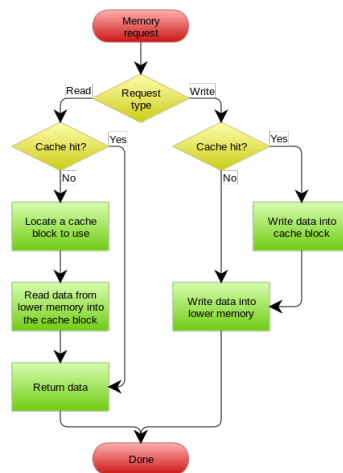 Memory
request
Read
Request
type
Write
Cache hit?
Yes
Cache hit?
Yes
No
No
Locate a cache
block to use
Write data into
cache block
Read data from
lower memory into
the cache block
Write data into
lower memory
Return data
Done